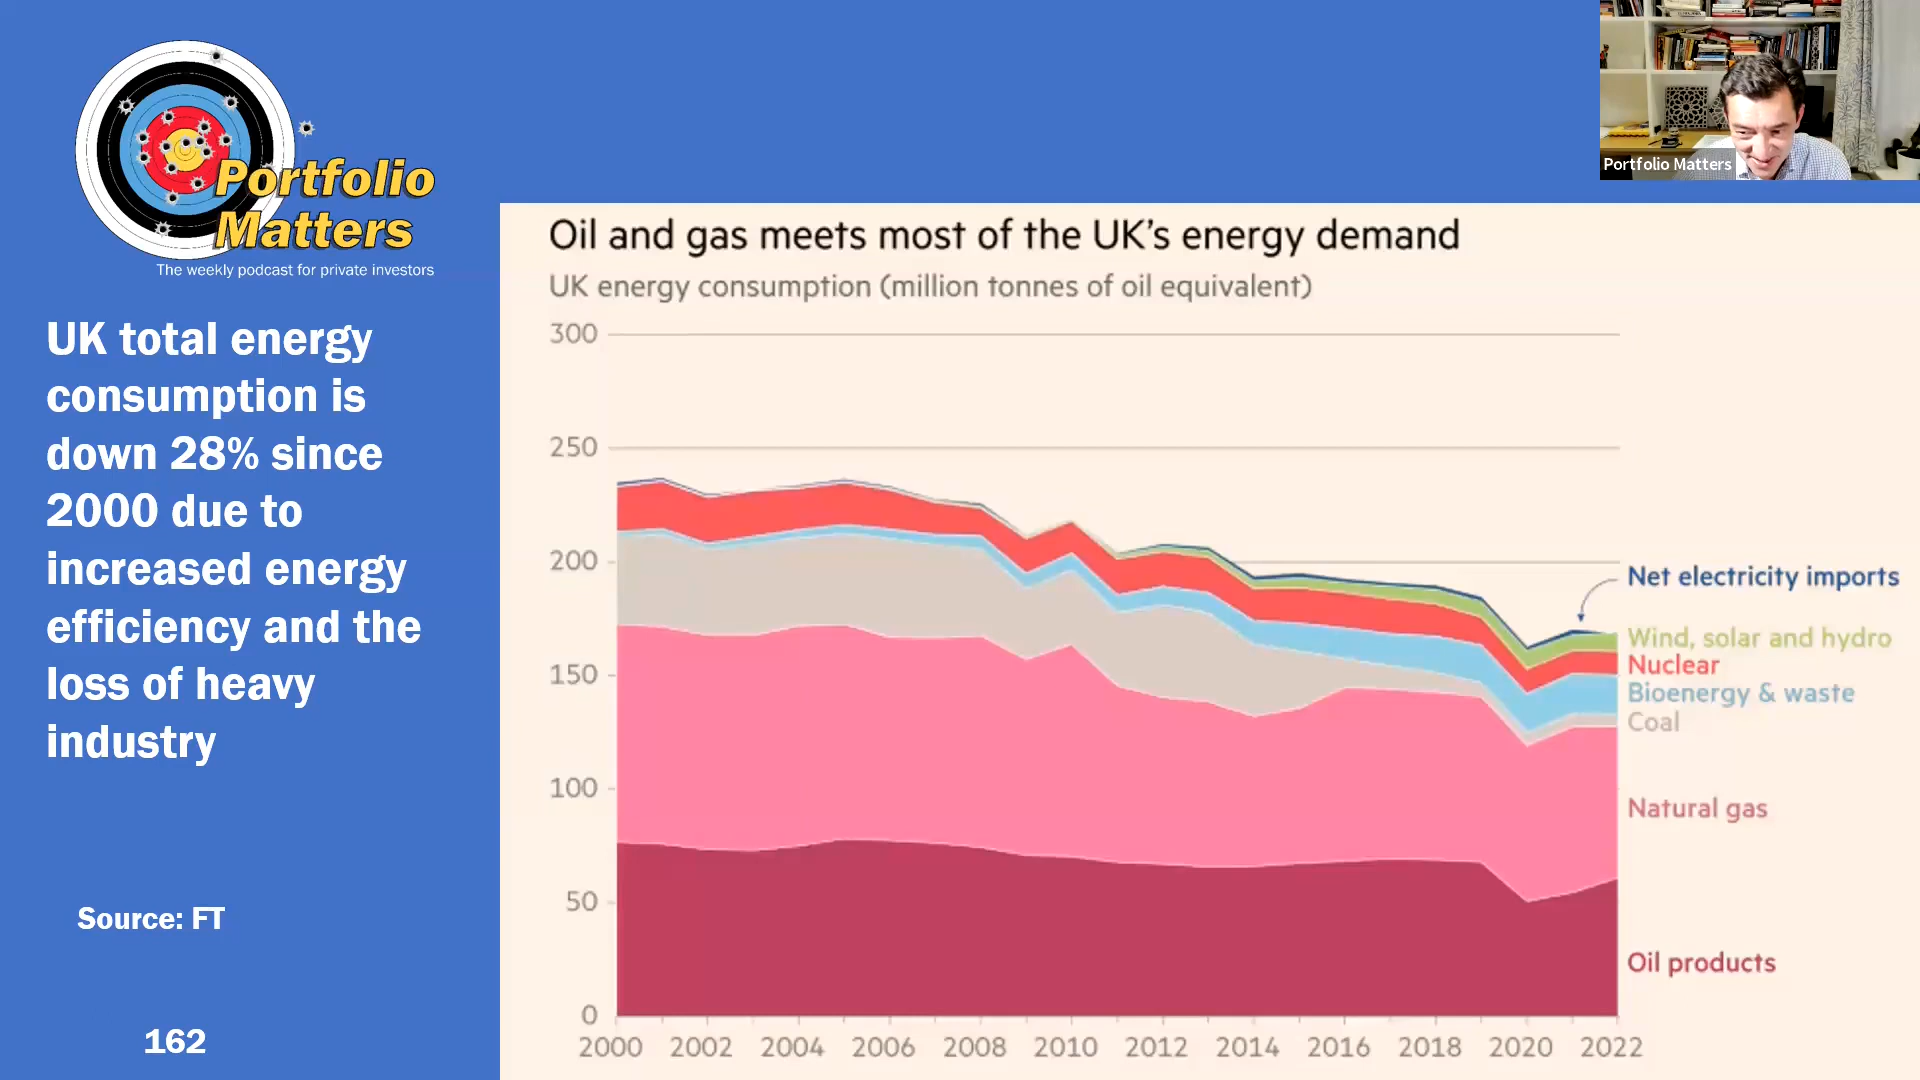 Portfolio
Matters
The weekly podcast for private investors
UK total energy
consumption is
down 28% since
2000 due to
increased energy
efficiency and the
loss of heavy
industry
Source: FT
162
Portfolio Matters
Oil and gas meets most of the UK’s energy demand
UK energy consumption (million tonnes of oil equivalent)
300
250
200
150
100
50
0
2000 2002 2004 2006 2008 2010 2012 2014 2016 2018 2020 2022
Net electricity imports
Wind, solar and hydro
Nuclear
Bioenergy & waste
Coal
Natural gas
Oil products